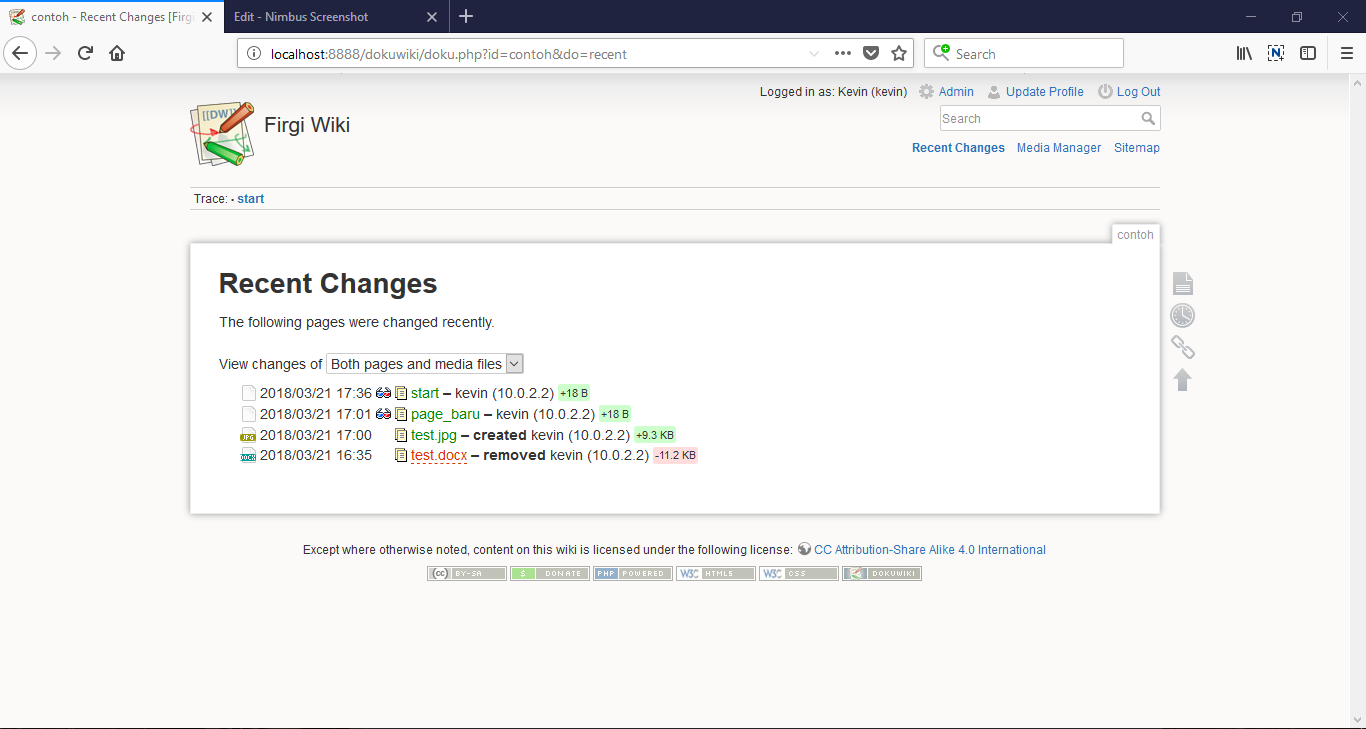 contoh - Recent Changes [Firgi
Edit - Nimbus Screenshot
localhost:8888/dokuwiki/doku.php?id=contoh&do=recent
Search
Logged in as: Kevin (kevin) Admin Update Profile Log Out
[[DW]]
Firgi Wiki
Search
Recent Changes Media Manager Sitemap
Trace: • start
contoh
Recent Changes
The following pages were changed recently.
View changes of Both pages and media files
2018/03/21 17:36 start – kevin (10.0.2.2) +18 B
2018/03/21 17:01 page_baru – kevin (10.0.2.2) +18 B
JPG 2018/03/21 17:00 test.jpg – created kevin (10.0.2.2) +9.3 KB
DOCX 2018/03/21 16:35 test.docx – removed kevin (10.0.2.2) -11.2 KB
Except where otherwise noted, content on this wiki is licensed under the following license: CC Attribution-Share Alike 4.0 International
(cc) BY-SA $ DONATE PHP POWERED W3C HTML5 W3C CSS DOKUWIKI